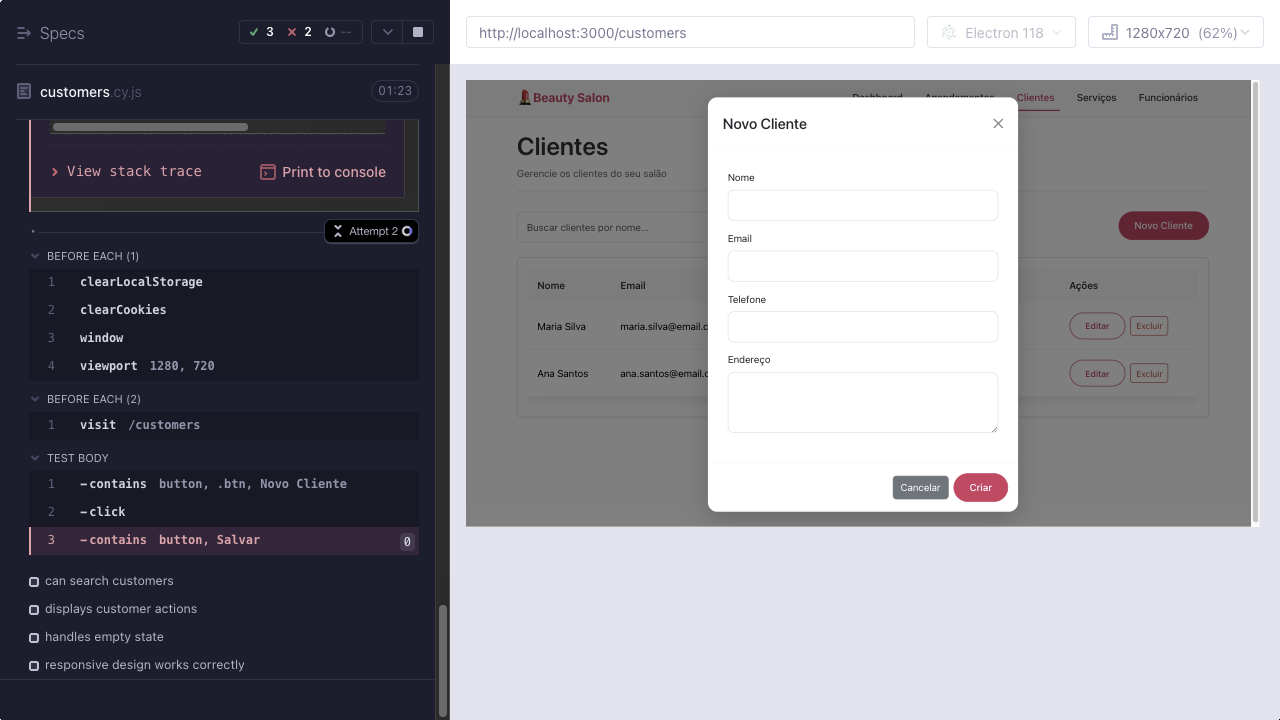 Specs
3
2
--
customers.cy.js
01:23
View stack trace
Print to console
Attempt 2
BEFORE EACH (1)
1 clearLocalStorage
2 clearCookies
3 window
4 viewport 1280, 720
BEFORE EACH (2)
1 visit /customers
TEST BODY
1 -contains button, .btn, Novo Cliente
2 -click
3 -contains button, Salvar 0
can search customers
displays customer actions
handles empty state
responsive design works correctly
http://localhost:3000/customers
Electron 118
1280x720 (62%)
Beauty Salon
Dashboard Agendamentos Clientes Serviços Funcionários
Clientes
Gerencie os clientes do seu salão
Buscar clientes por nome...
Novo Cliente
Nome Email Ações
Maria Silva maria.silva@email.c Editar Excluir
Ana Santos ana.santos@email.c Editar Excluir
Novo Cliente
Nome
Email
Telefone
Endereço
Cancelar Criar